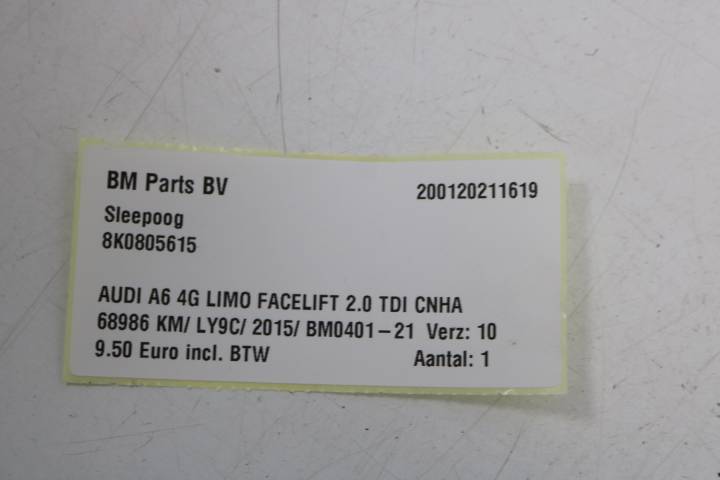 BM Parts BV 200120211619
Sleepoog
8K0805615
AUDI A6 4G LIMO FACELIFT 2.0 TDI CNHA
68986 KM/ LY9C/ 2015/ BM0401-21 Verz: 10
9.50 Euro incl. BTW Aantal: 1